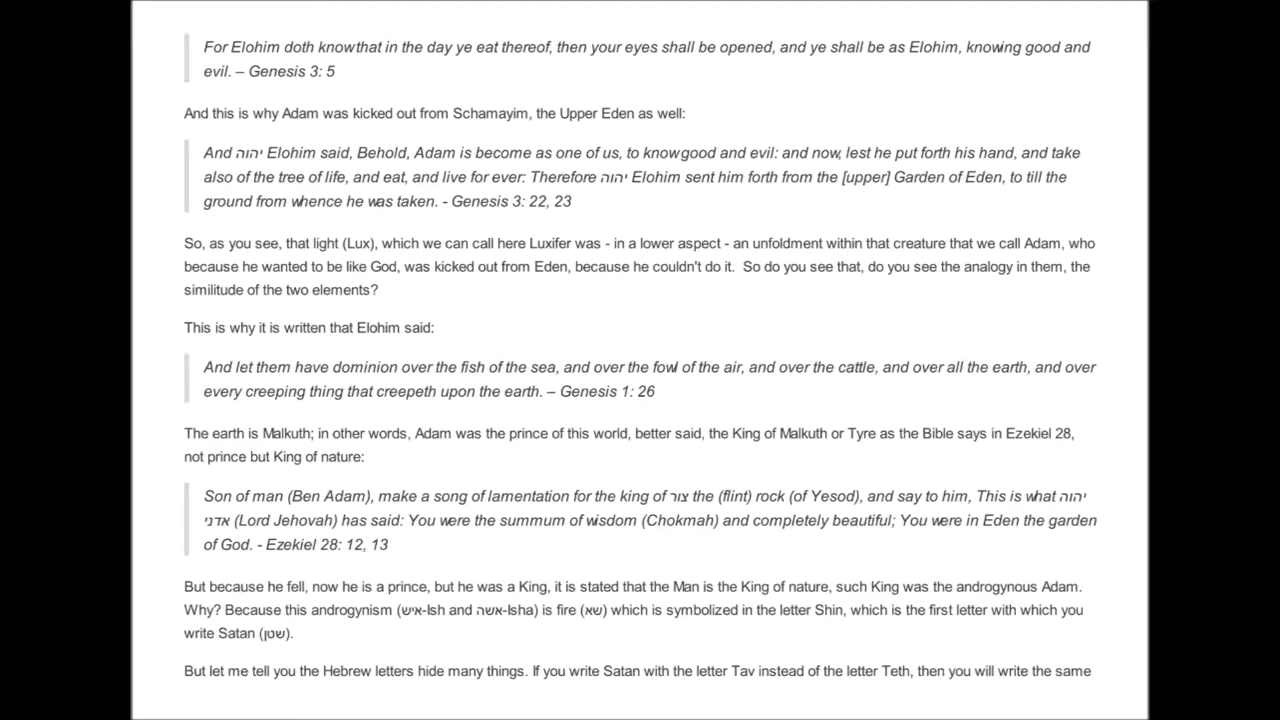 For Elohim doth know that in the day ye eat thereof, then your eyes shall be opened, and ye shall be as Elohim, knowing good and
evil. – Genesis 3: 5
And this is why Adam was kicked out from Schamayim, the Upper Eden as well:
And יהוה Elohim said, Behold, Adam is become as one of us, to know good and evil: and now, lest he put forth his hand, and take
also of the tree of life, and eat, and live for ever: Therefore יהוה Elohim sent him forth from the [upper] Garden of Eden, to till the
ground from whence he was taken. - Genesis 3: 22, 23
So, as you see, that light (Lux), which we can call here Luxifer was - in a lower aspect - an unfoldment within that creature that we call Adam, who
because he wanted to be like God, was kicked out from Eden, because he couldn't do it.  So do you see that, do you see the analogy in them, the
similitude of the two elements?
This is why it is written that Elohim said:
And let them have dominion over the fish of the sea, and over the fowl of the air, and over the cattle, and over all the earth, and over
every creeping thing that creepeth upon the earth. – Genesis 1: 26
The earth is Malkuth; in other words, Adam was the prince of this world, better said, the King of Malkuth or Tyre as the Bible says in Ezekiel 28,
not prince but King of nature:
Son of man (Ben Adam), make a song of lamentation for the king of צור the (flint) rock (of Yesod), and say to him, This is what יהוה
אדני (Lord Jehovah) has said: You were the summum of wisdom (Chokmah) and completely beautiful; You were in Eden the garden
of God. - Ezekiel 28: 12, 13
But because he fell, now he is a prince, but he was a King, it is stated that the Man is the King of nature, such King was the androgynous Adam.
Why? Because this androgynism (איש-Ish and אשה-Isha) is fire (שא) which is symbolized in the letter Shin, which is the first letter with which you
write Satan (שטן).
But let me tell you the Hebrew letters hide many things. If you write Satan with the letter Tav instead of the letter Teth, then you will write the same